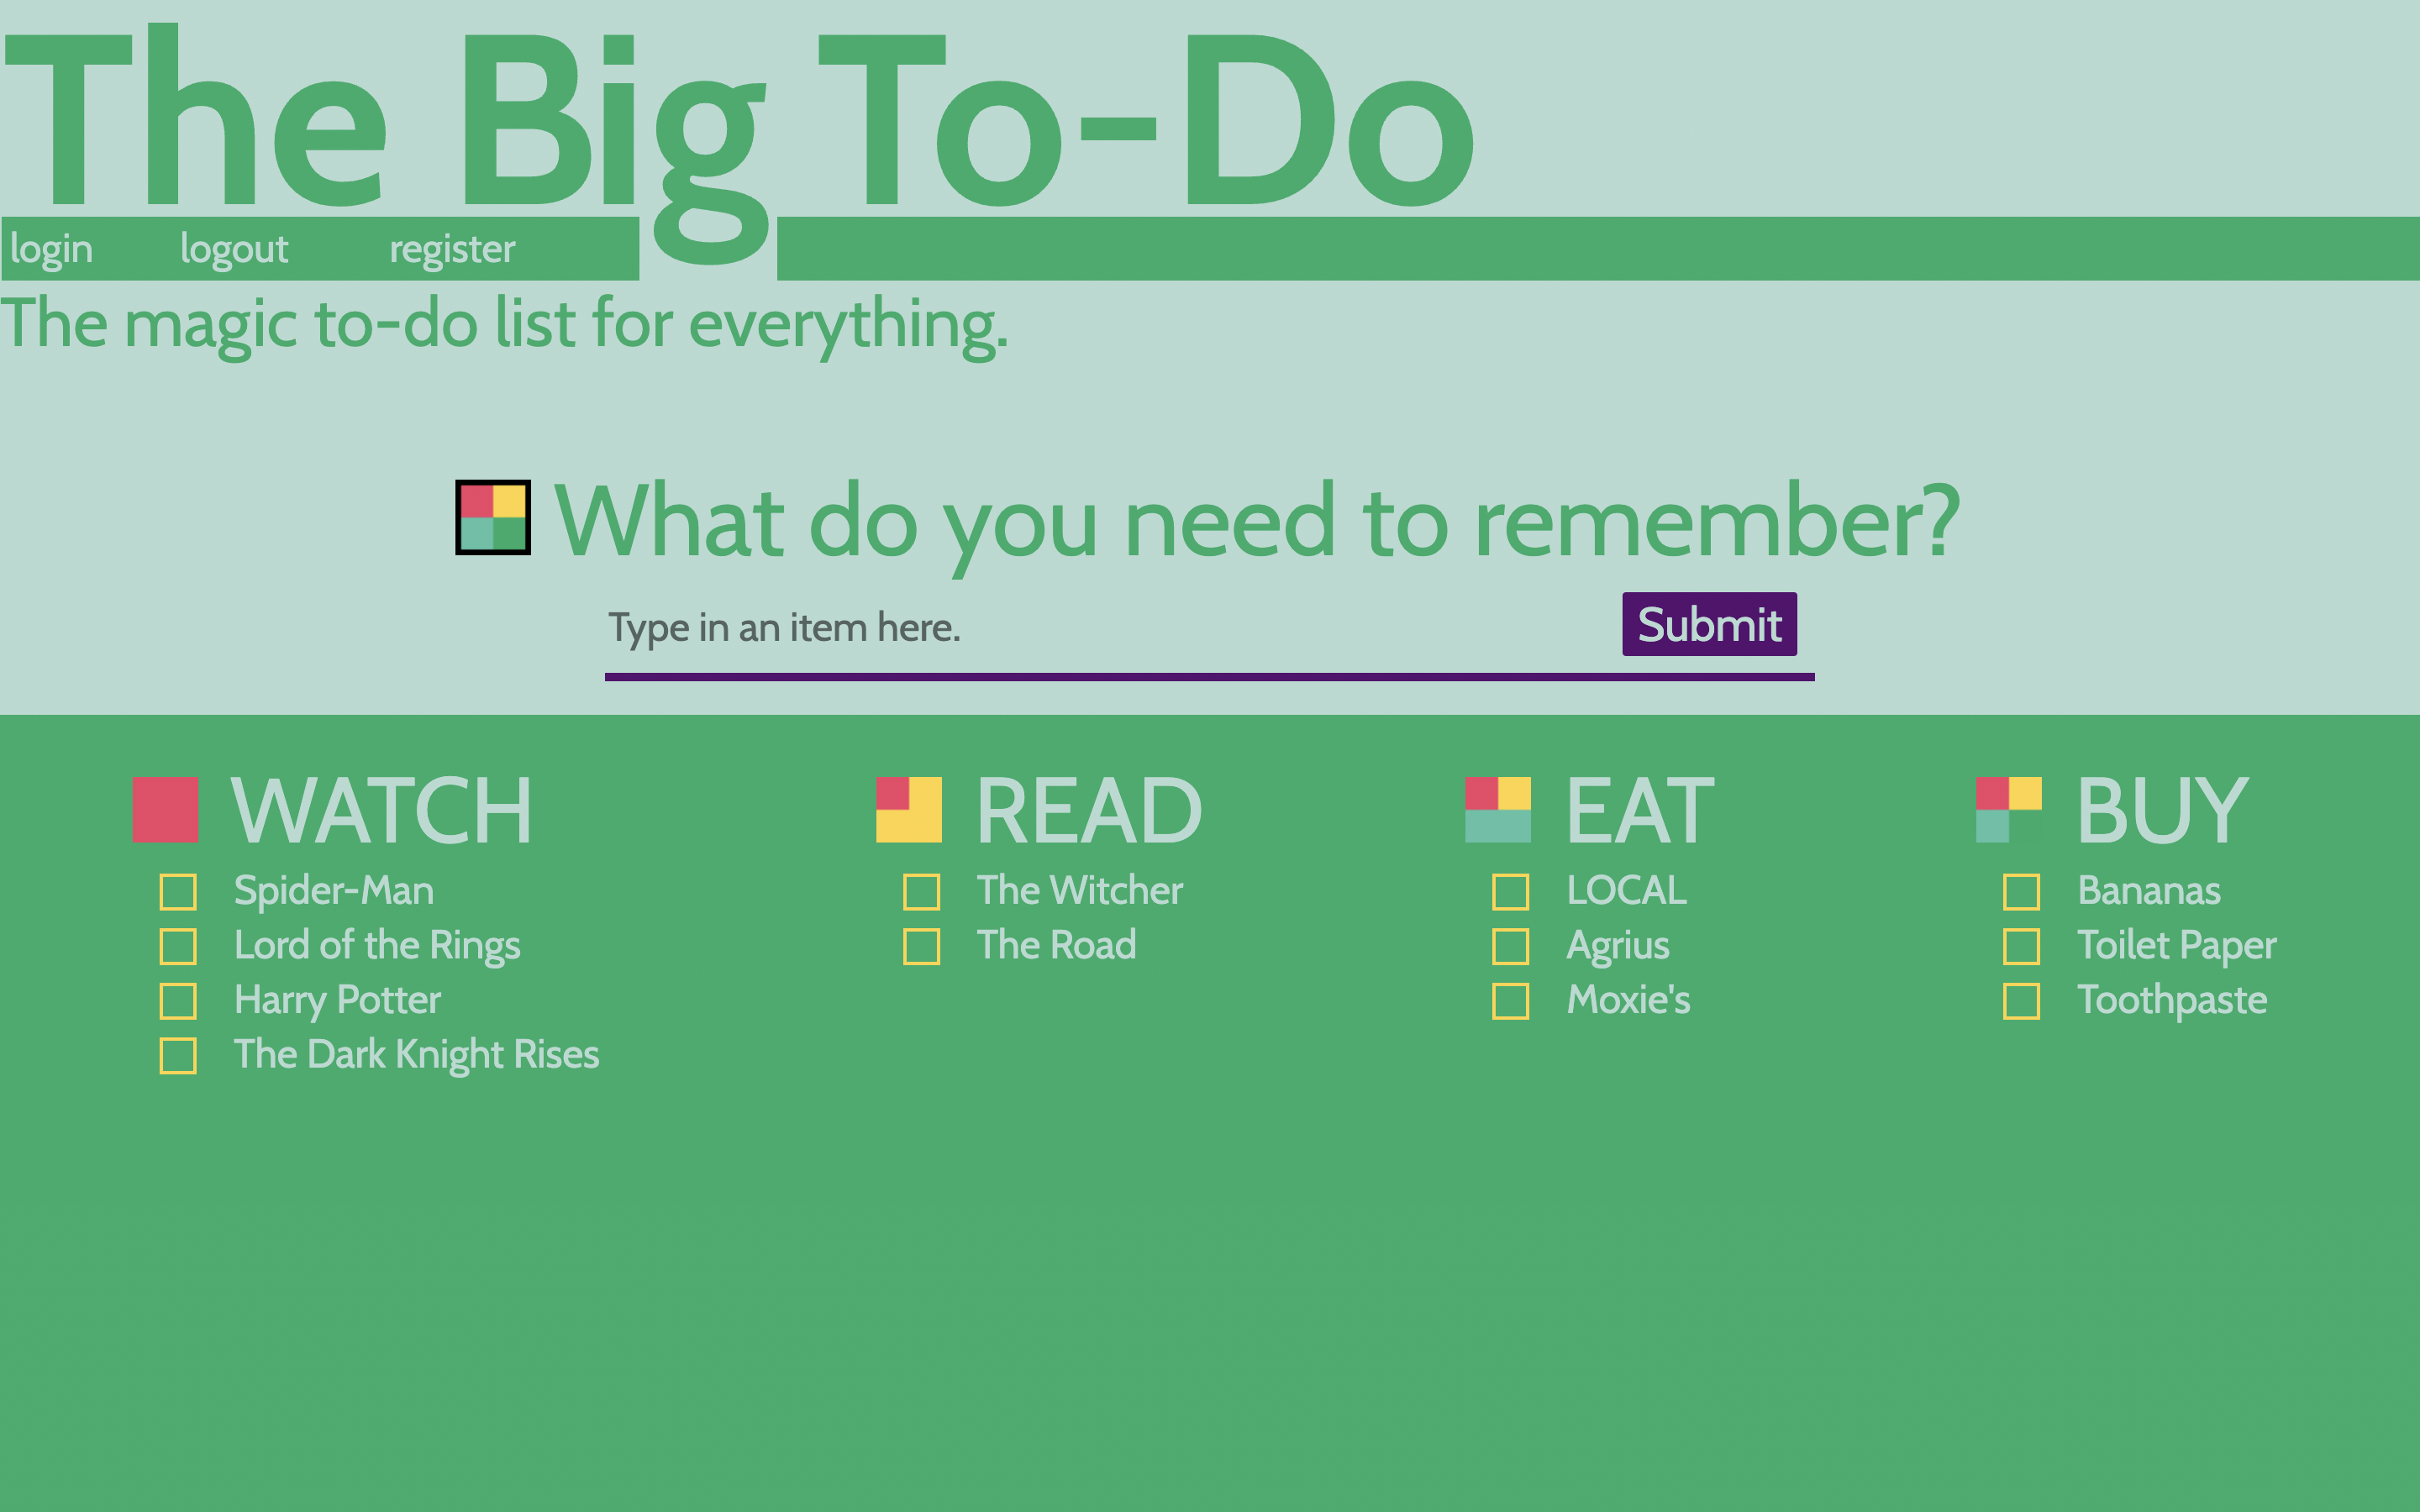 The Big To-Do
login logout register
The magic to-do list for everything.
What do you need to remember?
Type in an item here. Submit
WATCH
Spider-Man
Lord of the Rings
Harry Potter
The Dark Knight Rises
READ
The Witcher
The Road
EAT
LOCAL
Agrius
Moxie's
BUY
Bananas
Toilet Paper
Toothpaste